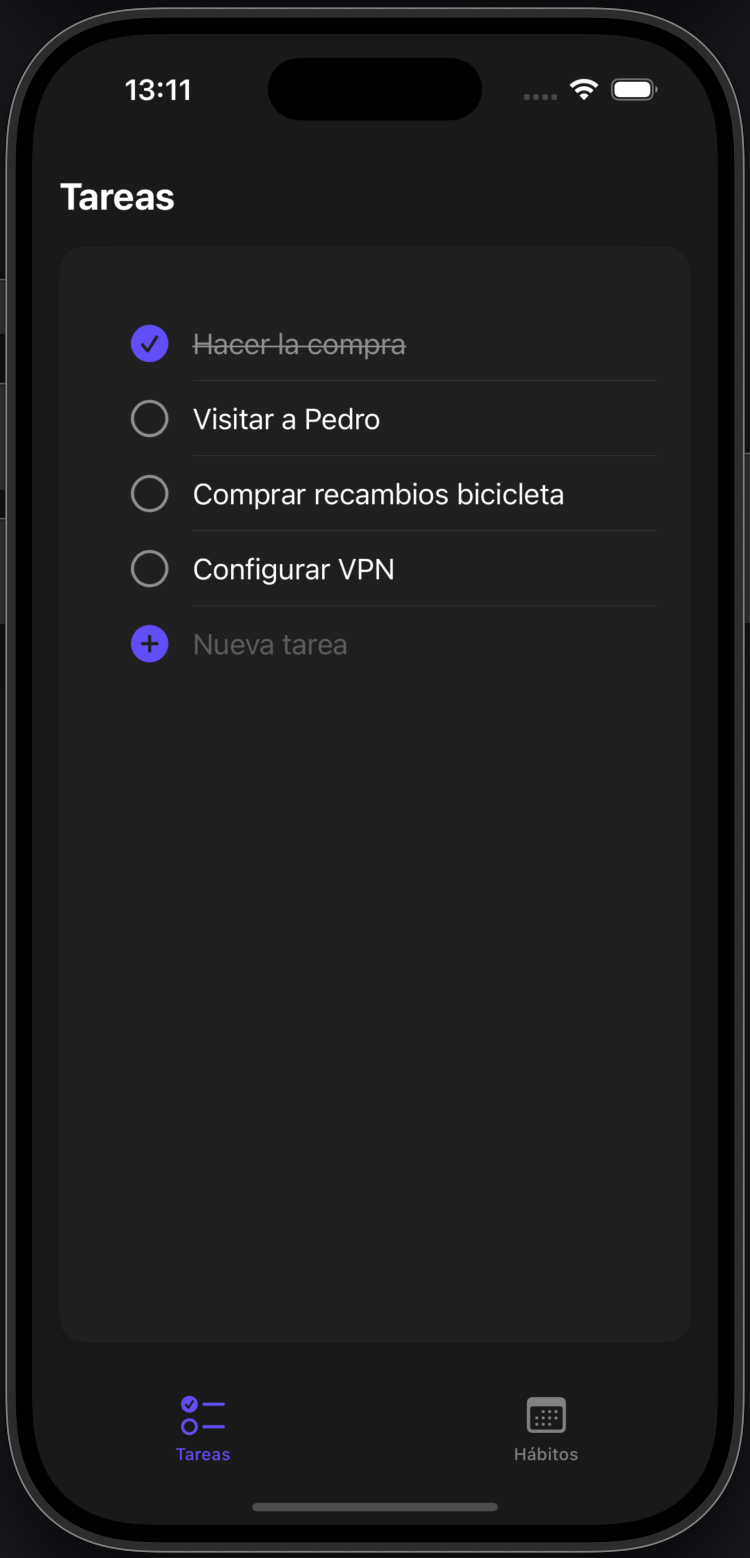 13:11
Tareas
Hacer la compra
Visitar a Pedro
Comprar recambios bicicleta
Configurar VPN
Nueva tarea
Tareas
Hábitos